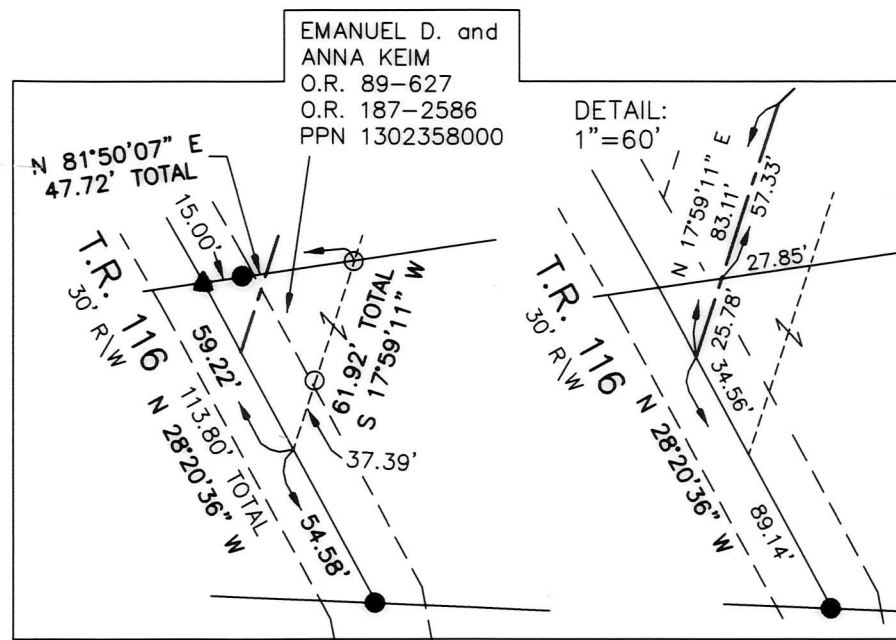 EMANUEL D. and
ANNA KEIM
O.R. 89-627
O.R. 187-2586
PPN 1302358000
DETAIL:
1"=60'
N 81°50'07" E
47.72' TOTAL
15.00'
T.R. 116
30' R\W
59.22'
113.80' TOTAL
N 28°20'36" W
61.92' TOTAL
S 17°59'11" W
37.39'
54.58'
N 17°59'11" E
83.11'
57.33'
27.85'
T.R. 116
30' R\W
25.78'
34.56'
N 28°20'36" W
89.14'